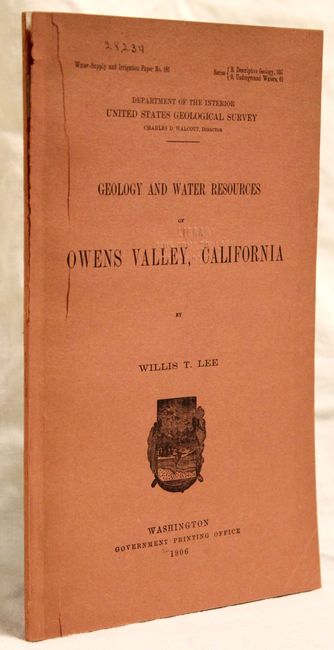 28,234
Water-Supply and Irrigation Paper No. 181
Series { B, Descriptive Geology,
O, Underground Waters,
DEPARTMENT OF THE INTERIOR
UNITED STATES GEOLOGICAL SURVEY
CHARLES D. WALCOTT, DIRECTOR
GEOLOGY AND WATER RESOURCES
OF
OWENS VALLEY, CALIFORNIA
BY
WILLIS T. LEE
WASHINGTON
GOVERNMENT PRINTING OFFICE
1906